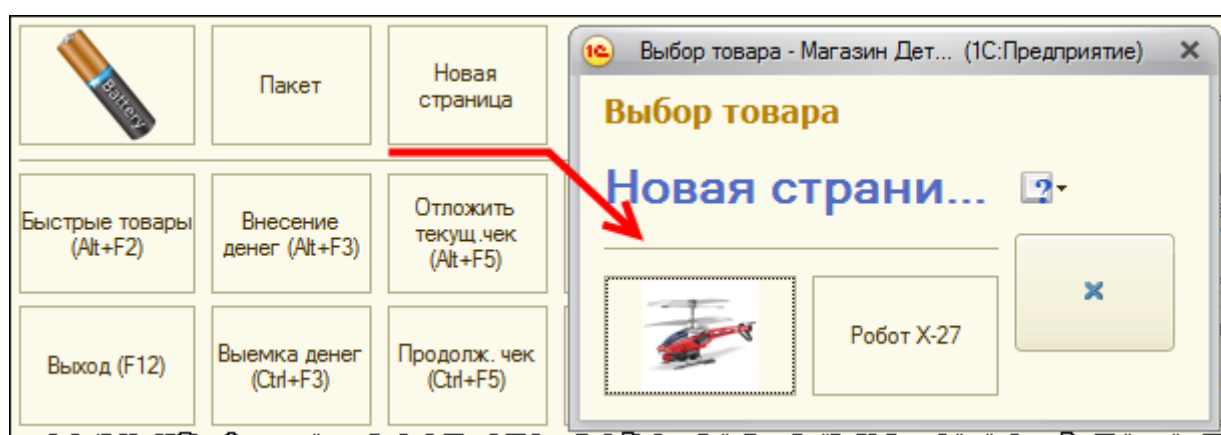 Battery
Пакет
Новая
страница
Быстрые товары
(Alt+F2)
Внесение
денег (Alt+F3)
Отложить
текущ.чек
(Alt+F5)
Выход (F12)
Выемка денег
(Ctrl+F3)
Продолж. чек
(Ctrl+F5)
1С Выбор товара - Магазин Дет... (1С:Предприятие)
Выбор товара
Новая страни...
Робот Х-27